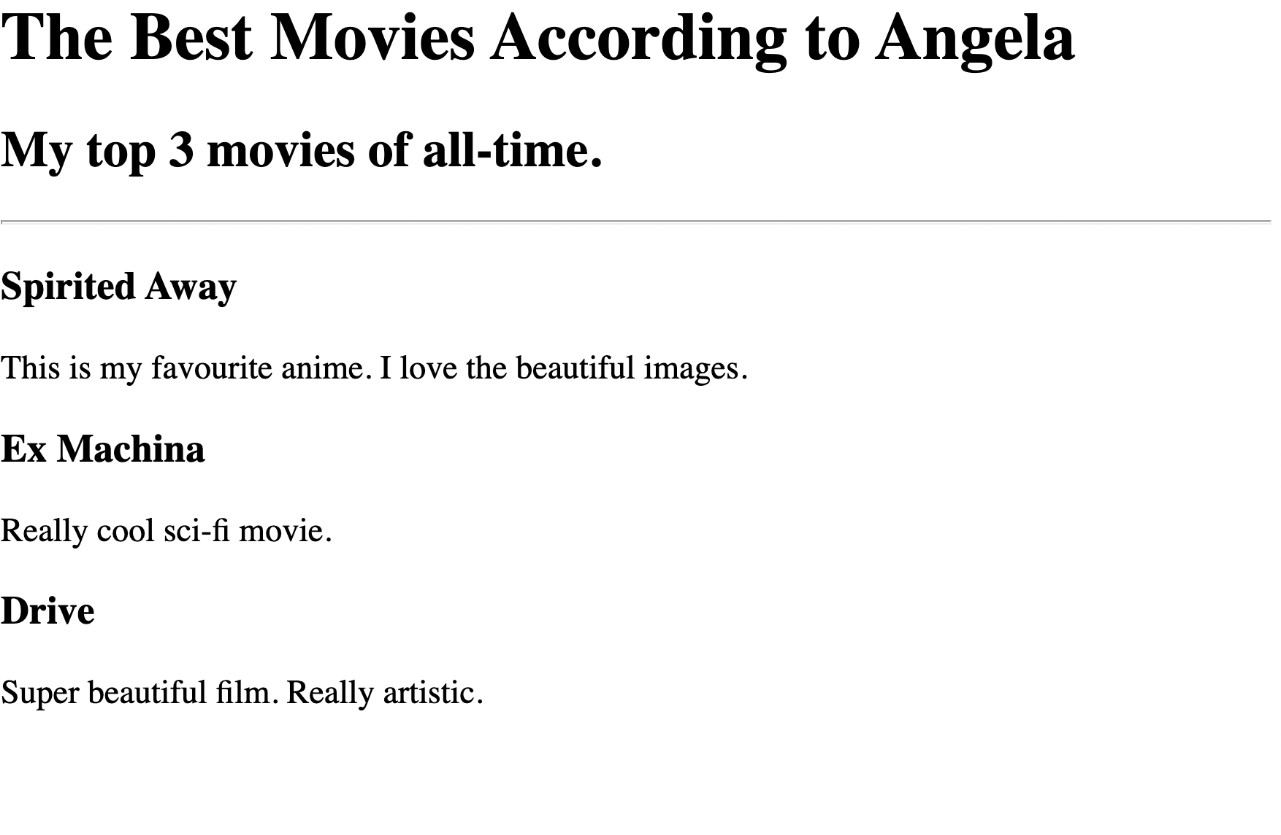 The Best Movies According to Angela
My top 3 movies of all-time.
Spirited Away
This is my favourite anime. I love the beautiful images.
Ex Machina
Really cool sci-fi movie.
Drive
Super beautiful film. Really artistic.